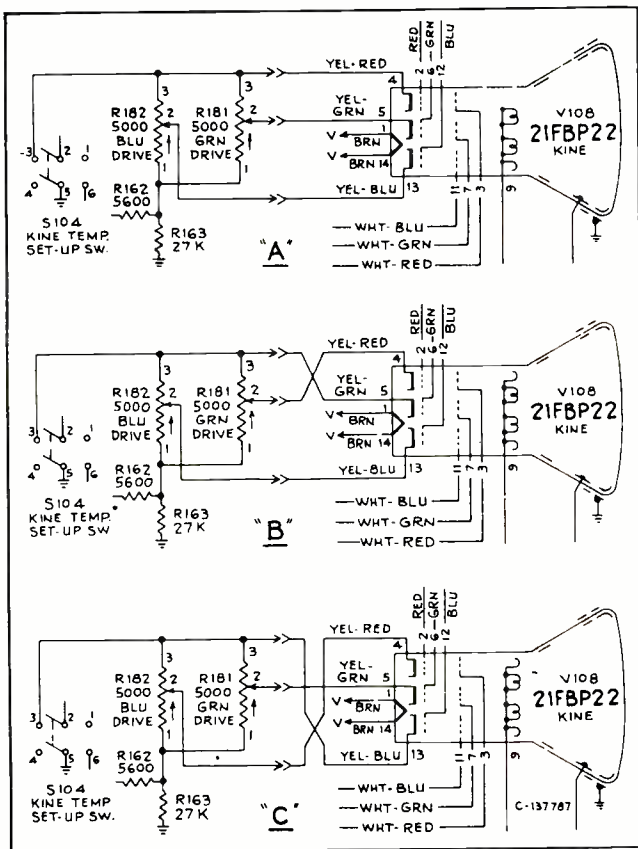 RED
GRN
BLU
YEL-RED
4
2
6
12
3
3
R182
5000
BLU
DRIVE
2
R181
5000
GRN
DRIVE
2
YEL-
GRN
5
1
V
BRN
V
BRN 14
V108
21FBP22
KINE
3
2
1
1
1
YEL-BLU
13
11
7
3
9
4
5
6
R162
5600
S104
KINE TEMP.
SET-UP SW.
R163
27K
"A"
WHT-BLU
WHT-GRN
WHT-RED
RED
GRN
BLU
YEL-RED
4
2
6
12
3
3
R182
5000
BLU
DRIVE
2
R181
5000
GRN
DRIVE
2
YEL-
GRN
5
1
V
BRN
V
BRN 14
V108
21FBP22
KINE
3
2
1
1
1
YEL-BLU
13
11
7
3
9
4
5
6
R162
5600
S104
KINE TEMP.
SET-UP SW
R163
27K
"B"
WHT-BLU
WHT-GRN
WHT-RED
RED
GRN
BLU
YEL-RED
4
2
6
12
3
3
R182
5000
BLU
DRIVE
2
R181
5000
GRN
DRIVE
2
YEL-
GRN
5
1
V
BRN
V
BRN 14
V108
21FBP22
KINE
3
2
1
1
1
YEL-BLU
13
11
7
3
9
4
5
6
R162
5600
S104
KINE TEMP
SET-UP SW.
R163
27K
"C"
WHT-BLU
WHT-GRN
WHT-RED
C-137787